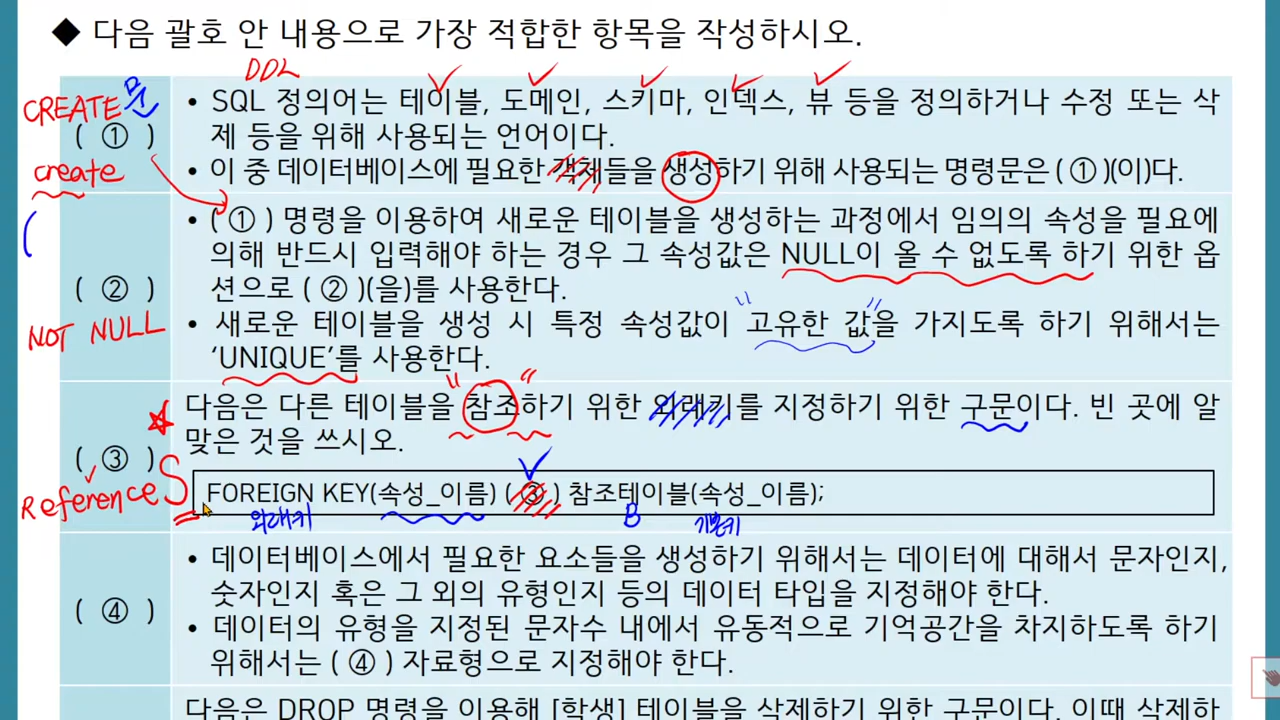 ◆ 다음 괄호 안 내용으로 가장 적합한 항목을 작성하시오.
DDL
CREATE문
( ① )
create
• SQL 정의어는 테이블, 도메인, 스키마, 인덱스, 뷰 등을 정의하거나 수정 또는 삭
제 등을 위해 사용되는 언어이다.
• 이 중 데이터베이스에 필요한 객체들을 생성하기 위해 사용되는 명령문은 ( ① )(이)다.
(
( ② )
NOT NULL
• ( ① ) 명령을 이용하여 새로운 테이블을 생성하는 과정에서 임의의 속성을 필요에
의해 반드시 입력해야 하는 경우 그 속성값은 NULL이 올 수 없도록 하기 위한 옵
션으로 ( ② )(을)를 사용한다.
• 새로운 테이블을 생성 시 특정 속성값이 "고유한 값"을 가지도록 하기 위해서는
‘UNIQUE’를 사용한다.
( ③ )
ReferenceS
다음은 다른 테이블을 "참조"하기 위한 외래키를 지정하기 위한 구문이다. 빈 곳에 알
맞은 것을 쓰시오.
FOREIGN KEY(속성_이름) ( ③ ) 참조테이블(속성_이름);
외래키 B 기본키
( ④ )
• 데이터베이스에서 필요한 요소들을 생성하기 위해서는 데이터에 대해서 문자인지,
숫자인지 혹은 그 외의 유형인지 등의 데이터 타입을 지정해야 한다.
• 데이터의 유형을 지정된 문자수 내에서 유동적으로 기억공간을 차지하도록 하기
위해서는 ( ④ ) 자료형으로 지정해야 한다.
다음은 DROP 명령을 이용해 [학생] 테이블을 삭제하기 위한 구문이다. 이때 삭제하